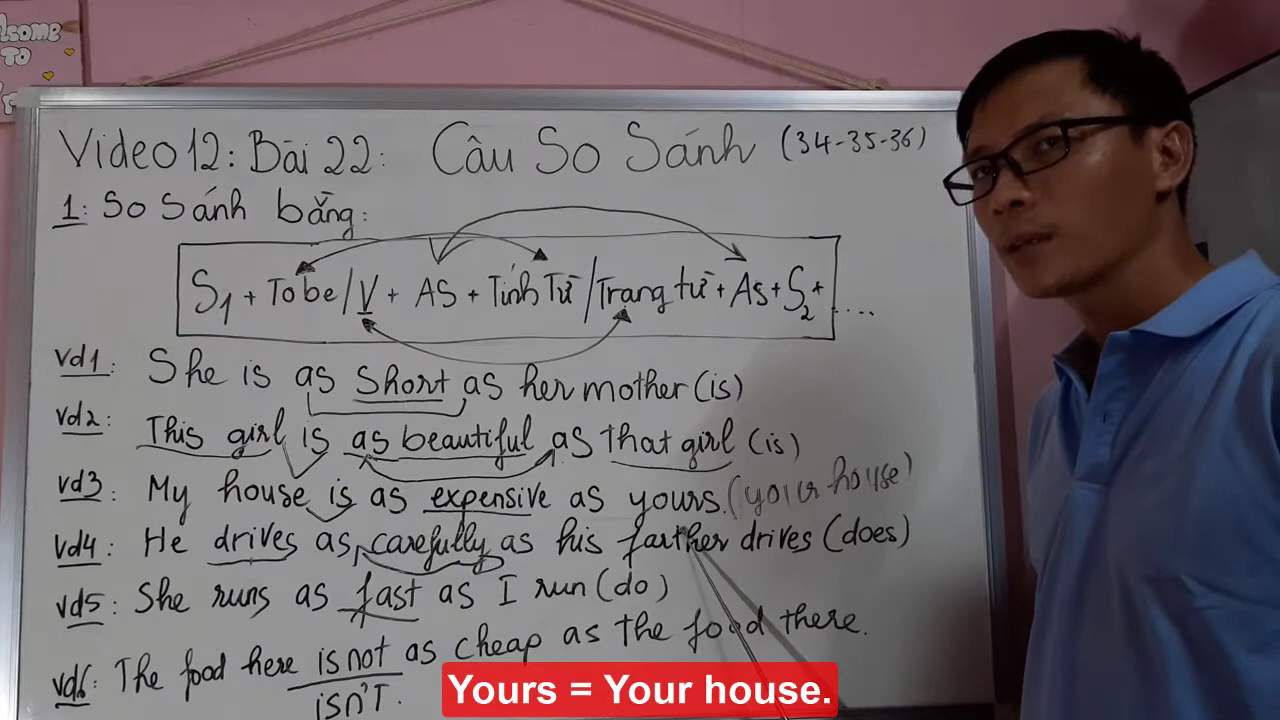 elcome
TO
Video 12: Bài 22: Câu So Sánh (34-35-36)
1: So Sánh bằng:
S1 + Tobe/V + AS + Tính Từ/Trạng từ + As + S2 + ....
vd1: She is as short as her mother (is)
vd2: This girl is as beautiful as that girl (is)
vd3: My house is as expensive as yours. (your house)
vd4: He drives as carefully as his farther drives (does)
vd5: She runs as fast as I run (do)
vd6: The food here is not as cheap as the food there.
isn't.
Yours = Your house.